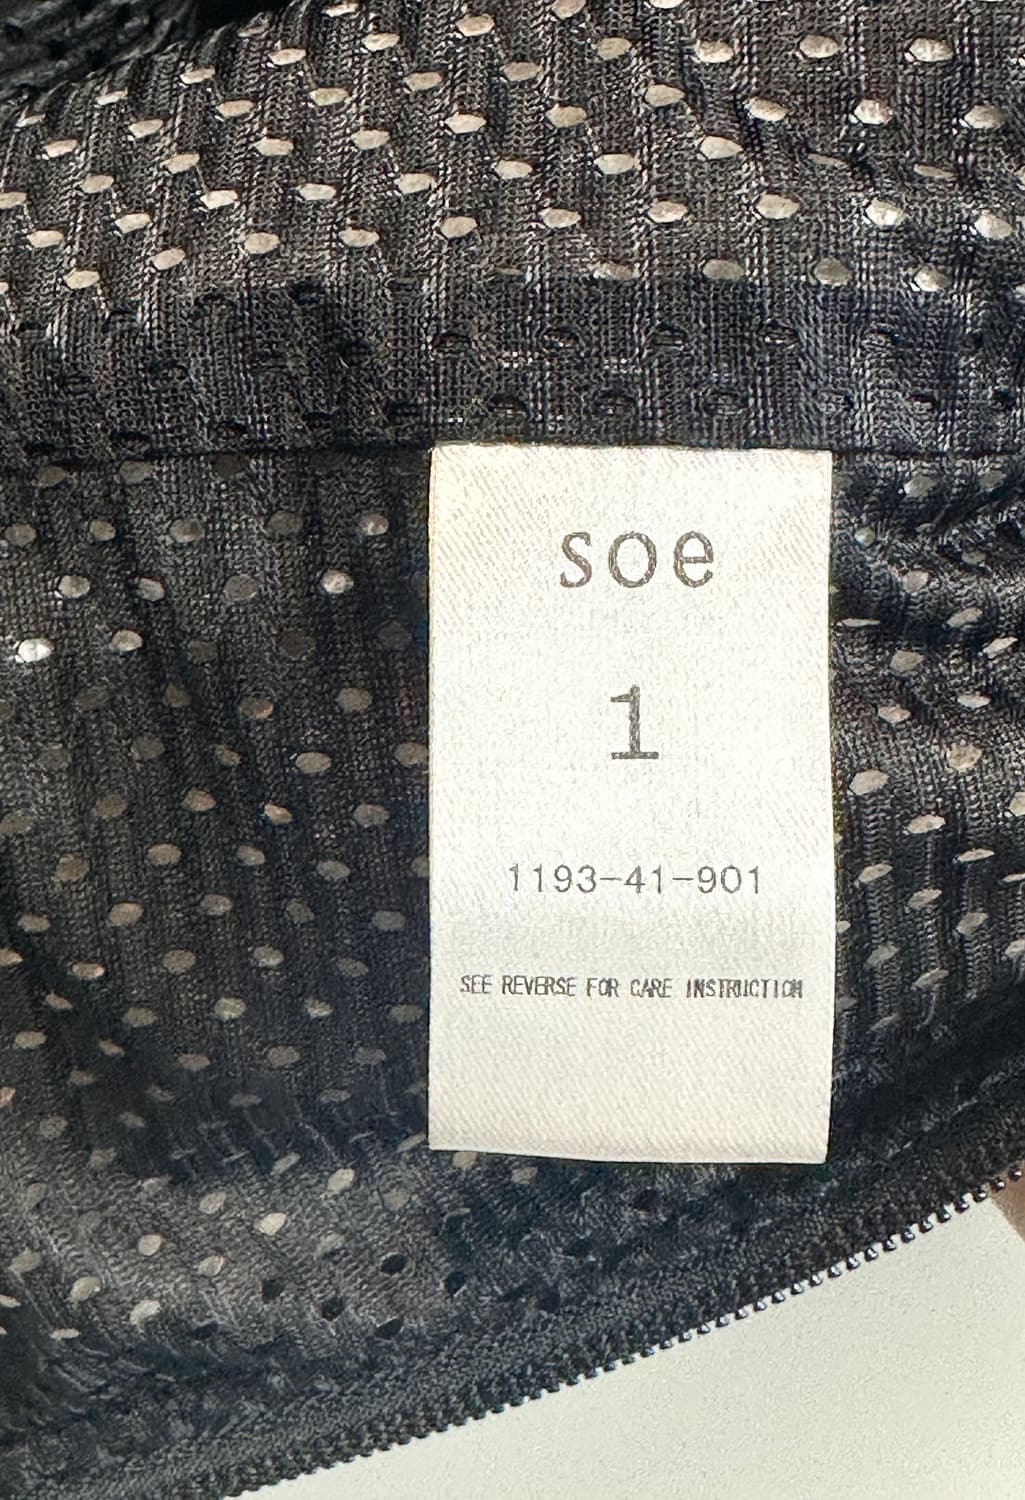 soe
1
1193-41-901
SEE REVERSE FOR CARE INSTRUCTION